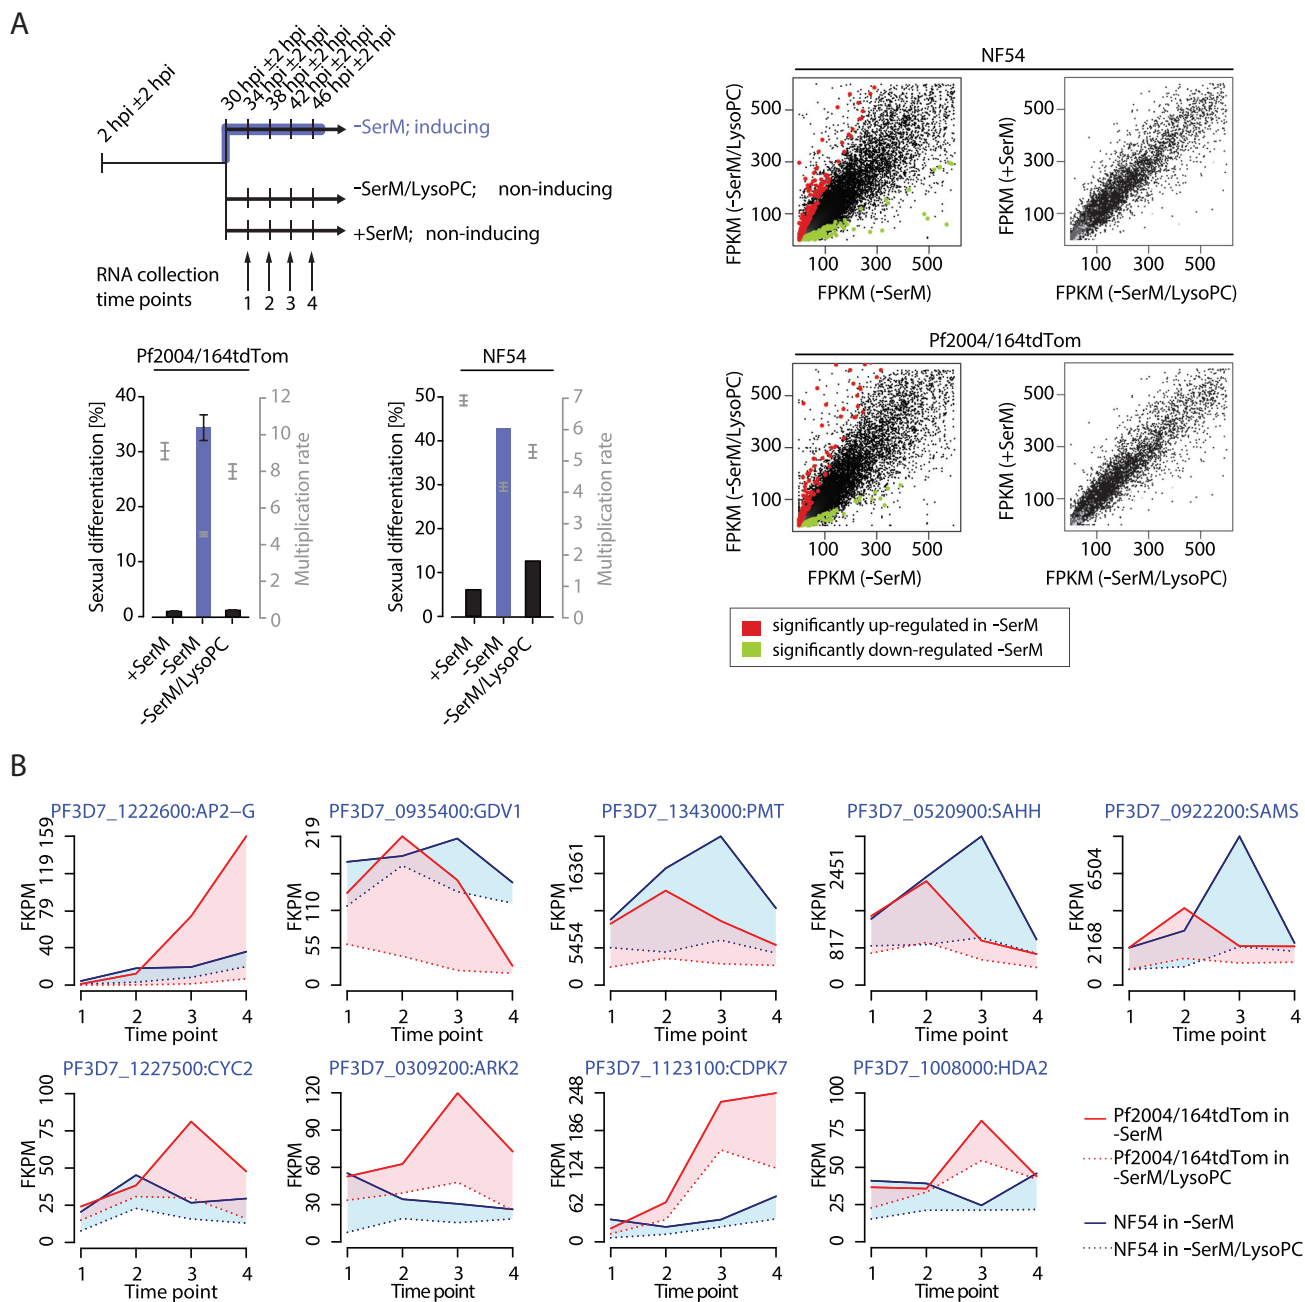 A
2 hpi ±2 hpi
30 hpi ±2 hpi
34 hpi ±2 hpi
38 hpi ±2 hpi
42 hpi ±2 hpi
46 hpi ±2 hpi
−SerM; inducing
−SerM/LysoPC; non-inducing
+SerM; non-inducing
RNA collection
time points
1 2 3 4
NF54
FPKM (−SerM/LysoPC)
500
300
100
100 300 500
FPKM (−SerM)
FPKM (+SerM)
500
300
100
100 300 500
FPKM (−SerM/LysoPC)
Pf2004/164tdTom
Sexual differentiation [%]
40
30
20
10
0
12
10
8
6
4
2
0
Multiplication rate
+SerM
-SerM
-SerM/LysoPC
NF54
Sexual differentiation [%]
50
40
30
20
10
0
7
6
5
4
3
2
1
0
Multiplication rate
+SerM
-SerM
-SerM/LysoPC
Pf2004/164tdTom
FPKM (−SerM/LysoPC)
500
300
100
100 300 500
FPKM (−SerM)
FPKM (+SerM)
500
300
100
100 300 500
FPKM (−SerM/LysoPC)
significantly up-regulated in −SerM
significantly down-regulated −SerM
B
PF3D7_1222600:AP2−G
FKPM
159
119
79
40
0
1 2 3 4
Time point
PF3D7_0935400:GDV1
FKPM
219
110
55
0
1 2 3 4
Time point
PF3D7_1343000:PMT
FKPM
16361
5454
0
1 2 3 4
Time point
PF3D7_0520900:SAHH
FKPM
2451
817
0
1 2 3 4
Time point
PF3D7_0922200:SAMS
FKPM
6504
2168
0
1 2 3 4
Time point
PF3D7_1227500:CYC2
FKPM
100
75
50
25
0
1 2 3 4
Time point
PF3D7_0309200:ARK2
FKPM
120
90
60
30
0
1 2 3 4
Time point
PF3D7_1123100:CDPK7
FKPM
248
186
124
62
0
1 2 3 4
Time point
PF3D7_1008000:HDA2
FKPM
100
75
50
25
0
1 2 3 4
Time point
Pf2004/164tdTom in
-SerM
Pf2004/164tdTom in
−SerM/LysoPC
NF54 in −SerM
NF54 in −SerM/LysoPC